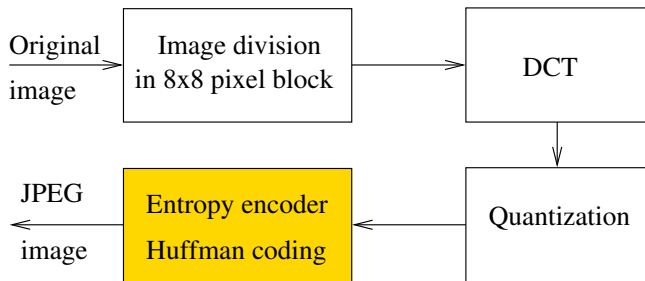 Original
image
Image division
in 8x8 pixel block
DCT
JPEG
image
Entropy encoder
Huffman coding
Quantization